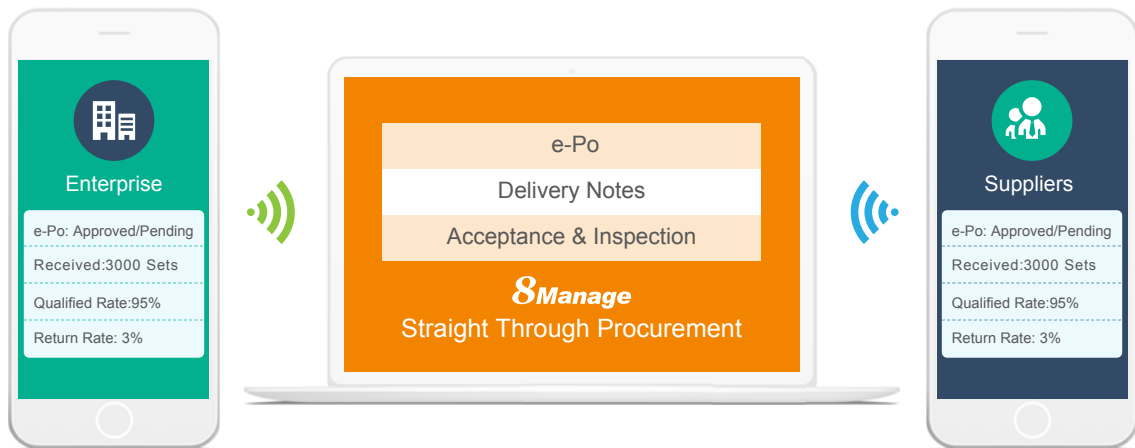 Enterprise
e-Po: Approved/Pending
Received:3000 Sets
Qualified Rate:95%
Return Rate: 3%
e-Po
Delivery Notes
Acceptance & Inspection
8Manage
Straight Through Procurement
Suppliers
e-Po: Approved/Pending
Received:3000 Sets
Qualified Rate:95%
Return Rate: 3%